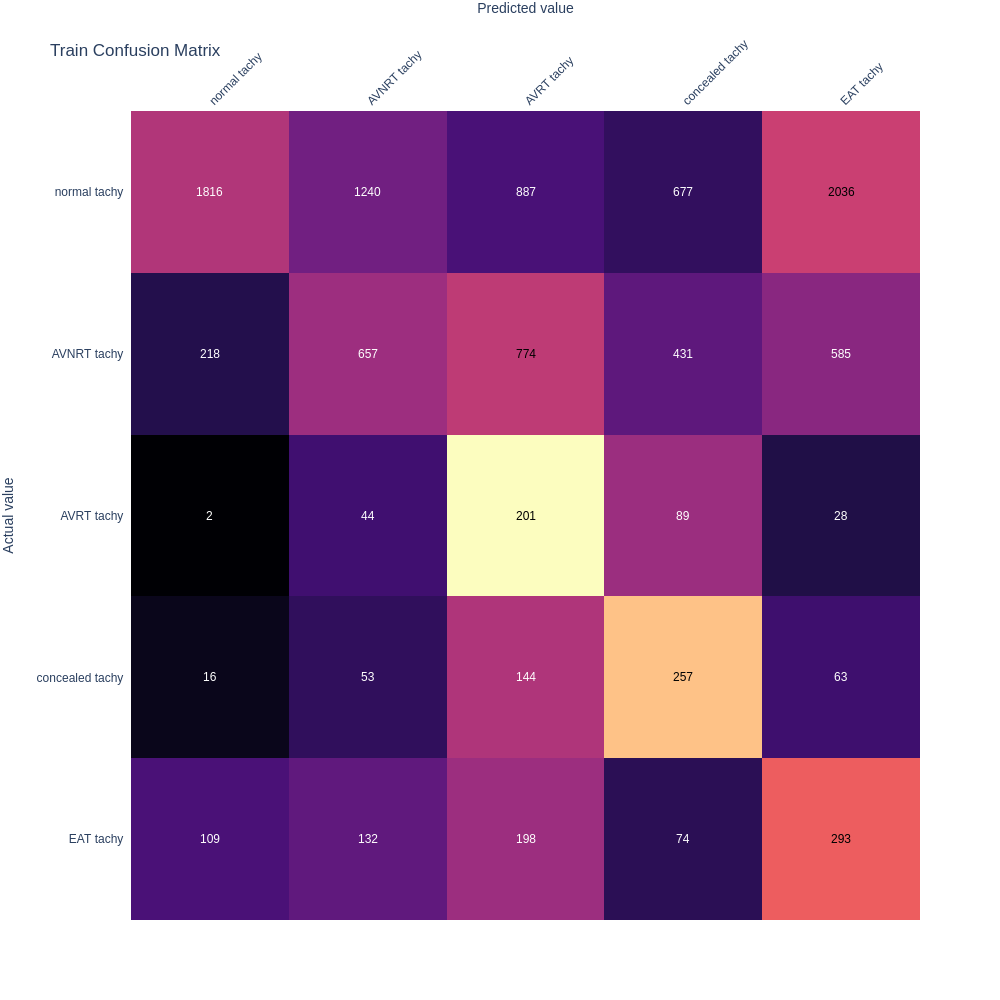 Predicted value
Train Confusion Matrix
normal tachy AVNRT tachy AVRT tachy concealed tachy EAT tachy
normal tachy 1816 1240 887 677 2036
AVNRT tachy 218 657 774 431 585
Actual value
AVRT tachy 2 44 201 89 28
concealed tachy 16 53 144 257 63
EAT tachy 109 132 198 74 293